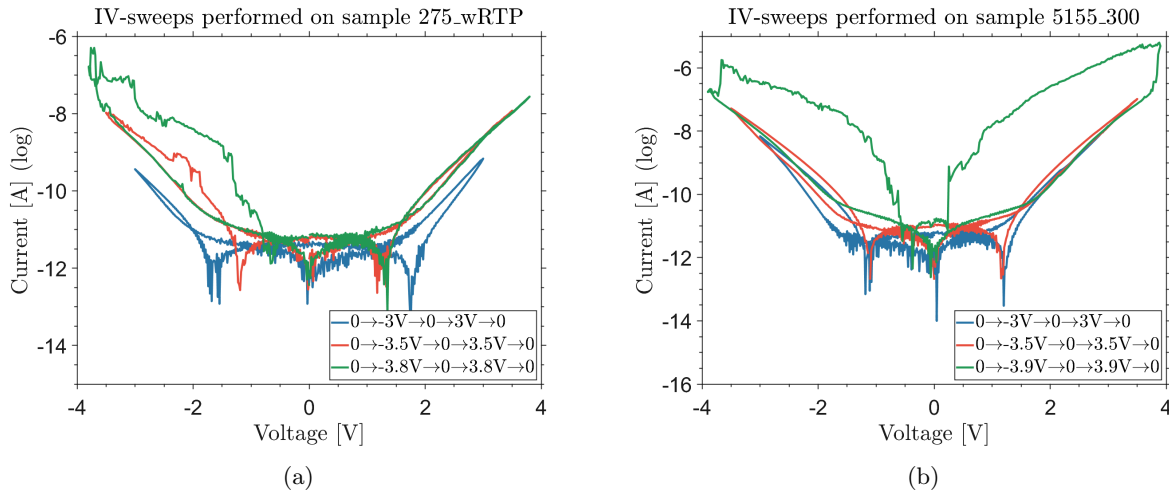 IV-sweeps performed on sample 275_wRTP
Current [A] (log)
-6
-8
-10
-12
-14
-4
-2
0
2
4
Voltage [V]
0→-3V→0→3V→0
0→-3.5V→0→3.5V→0
0→-3.8V→0→3.8V→0
(a)
IV-sweeps performed on sample 5155_300
Current [A] (log)
-6
-8
-10
-12
-14
-16
-4
-2
0
2
4
Voltage [V]
0→-3V→0→3V→0
0→-3.5V→0→3.5V→0
0→-3.9V→0→3.9V→0
(b)